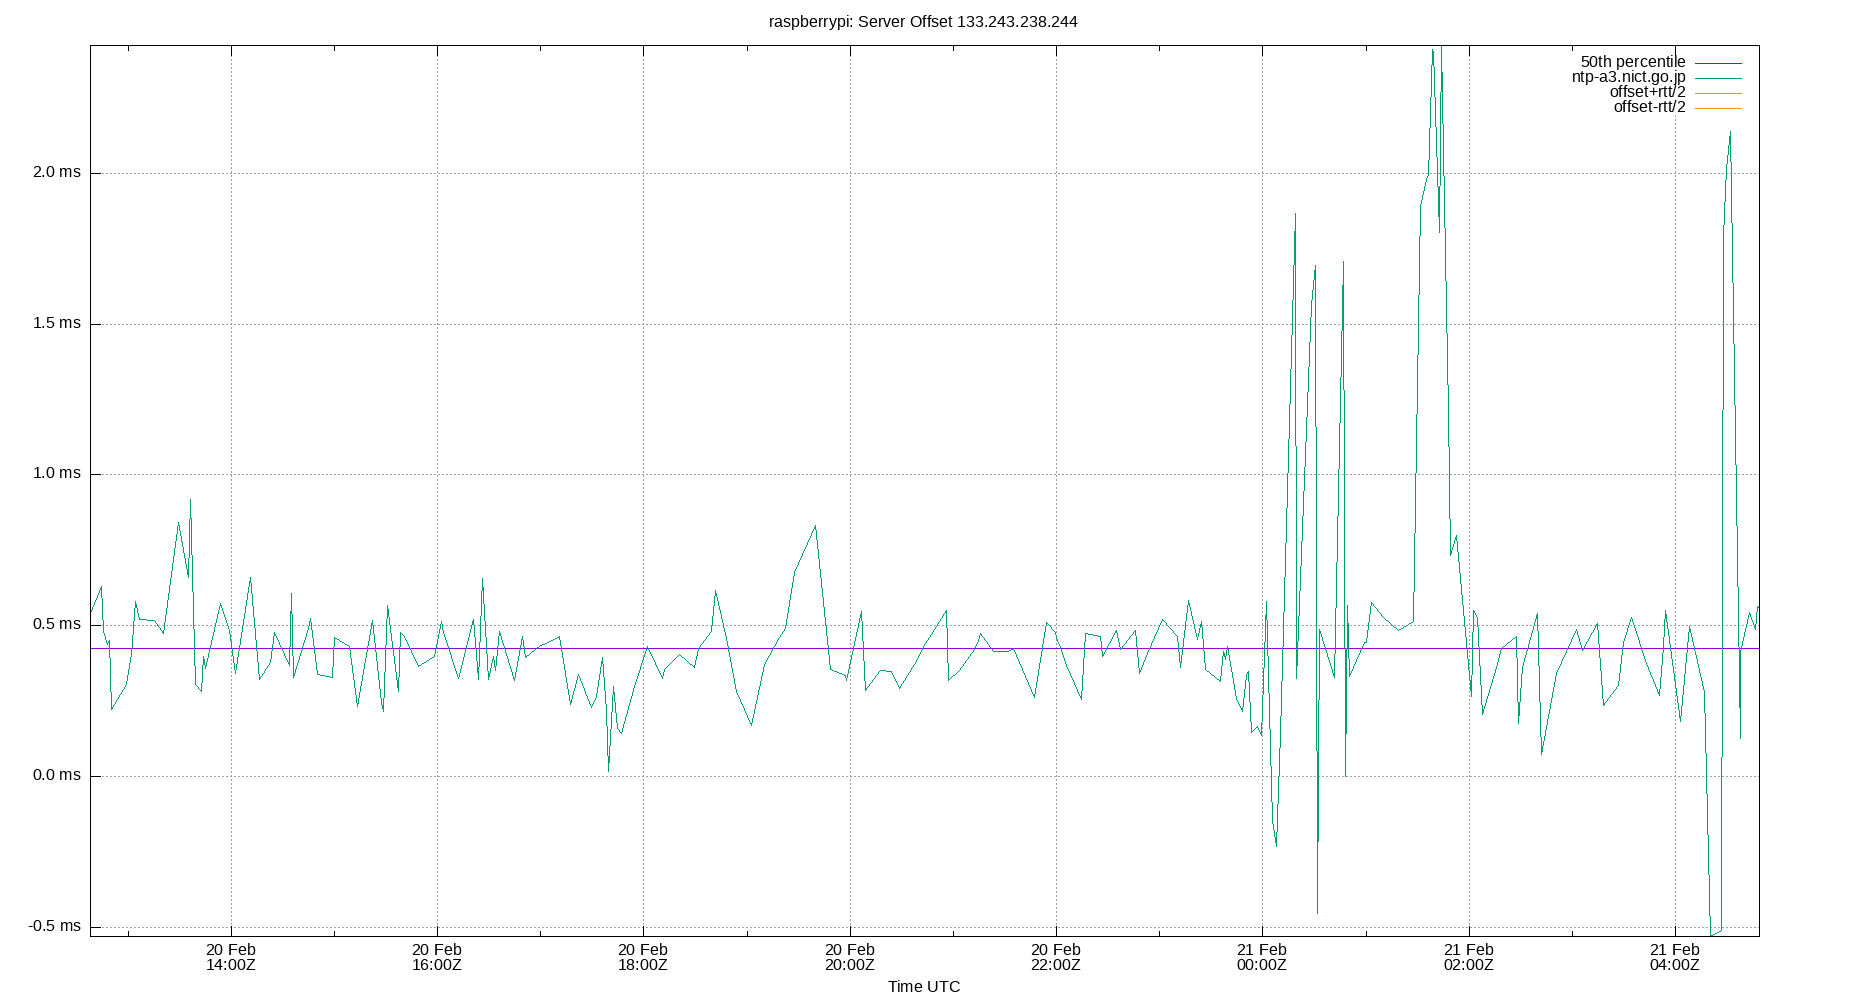 raspberrypi: Server Offset 133.243.238.244
50th percentile
ntp-a3.nict.go.jp
offset+rtt/2
offset-rtt/2
2.0 ms
1.5 ms
1.0 ms
0.5 ms
0.0 ms
-0.5 ms
20 Feb 20 Feb 20 Feb 20 Feb 20 Feb 21 Feb 21 Feb 21 Feb
14:00Z 16:00Z 18:00Z 20:00Z 22:00Z 00:00Z 02:00Z 04:00Z
Time UTC